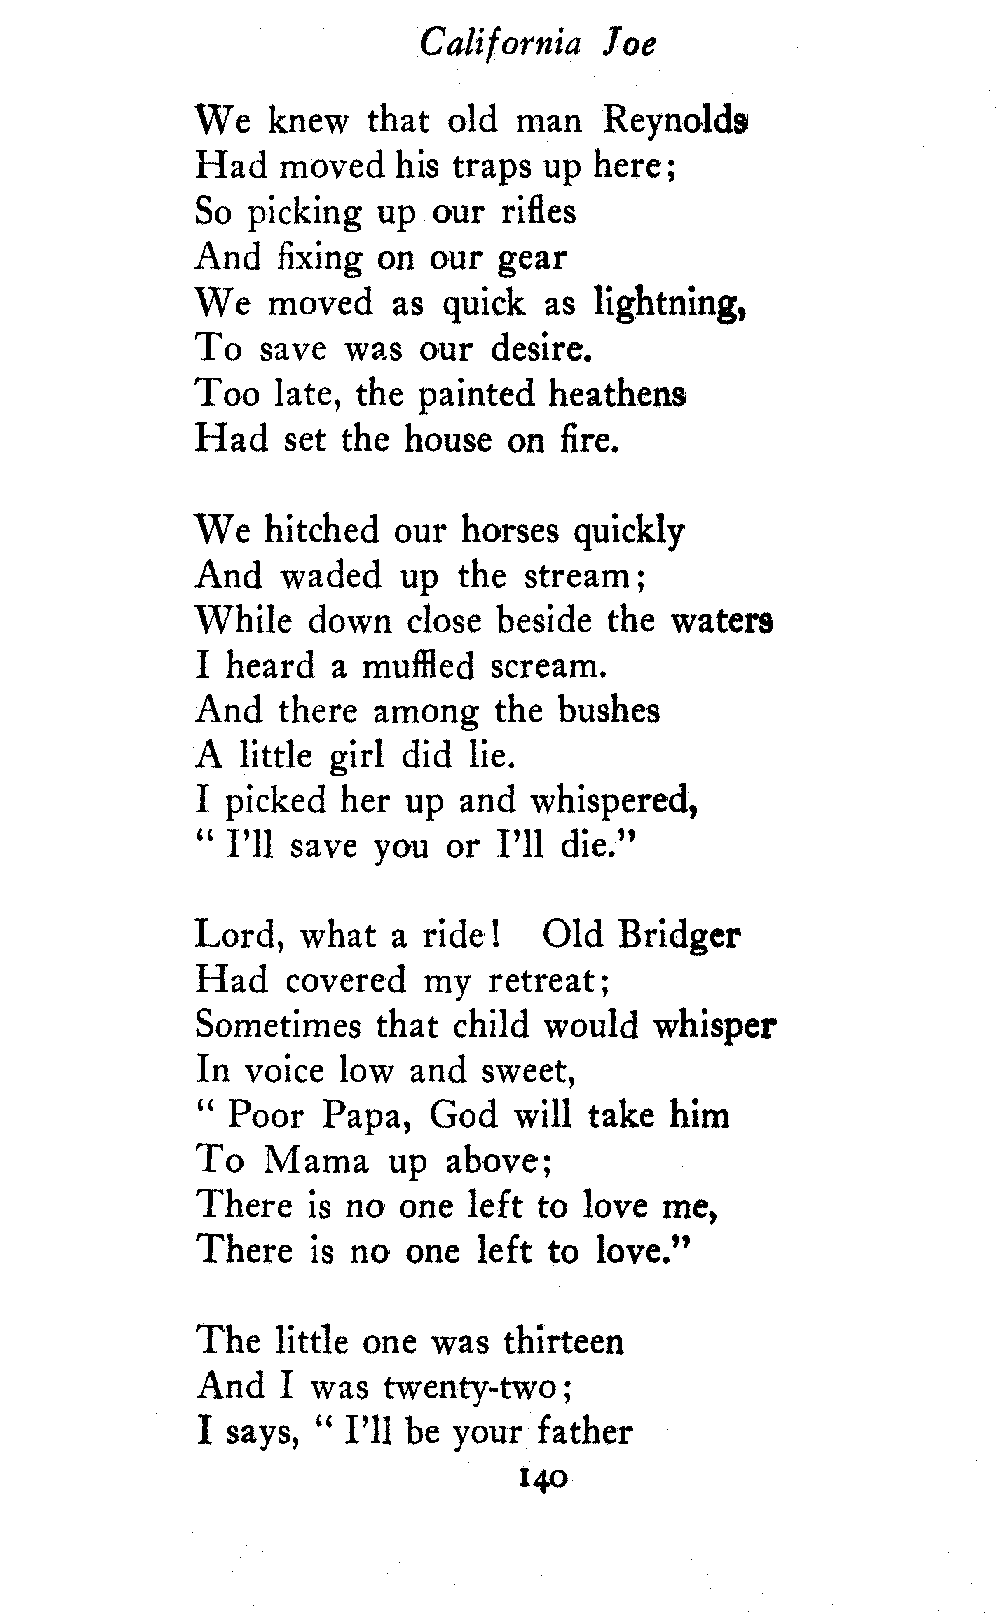 California Joe
We knew that old man Reynolds
Had moved his traps up here;
So picking up our rifles
And fixing on our gear
We moved as quick as lightning,
To save was our desire.
Too late, the painted heathens
Had set the house on fire.

We hitched our horses quickly
And waded up the stream;
While down close beside the waters
I heard a muffled scream.
And there among the bushes
A little girl did lie.
I picked her up and whispered,
" I'll save you or I'll die."

Lord, what a ride! Old Bridger
Had covered my retreat;
Sometimes that child would whisper
In voice low and sweet,
" Poor Papa, God will take him
To Mama up above;
There is no one left to love me,
There is no one left to love."

The little one was thirteen
And I was twenty-two;
I says, " I'll be your father
140